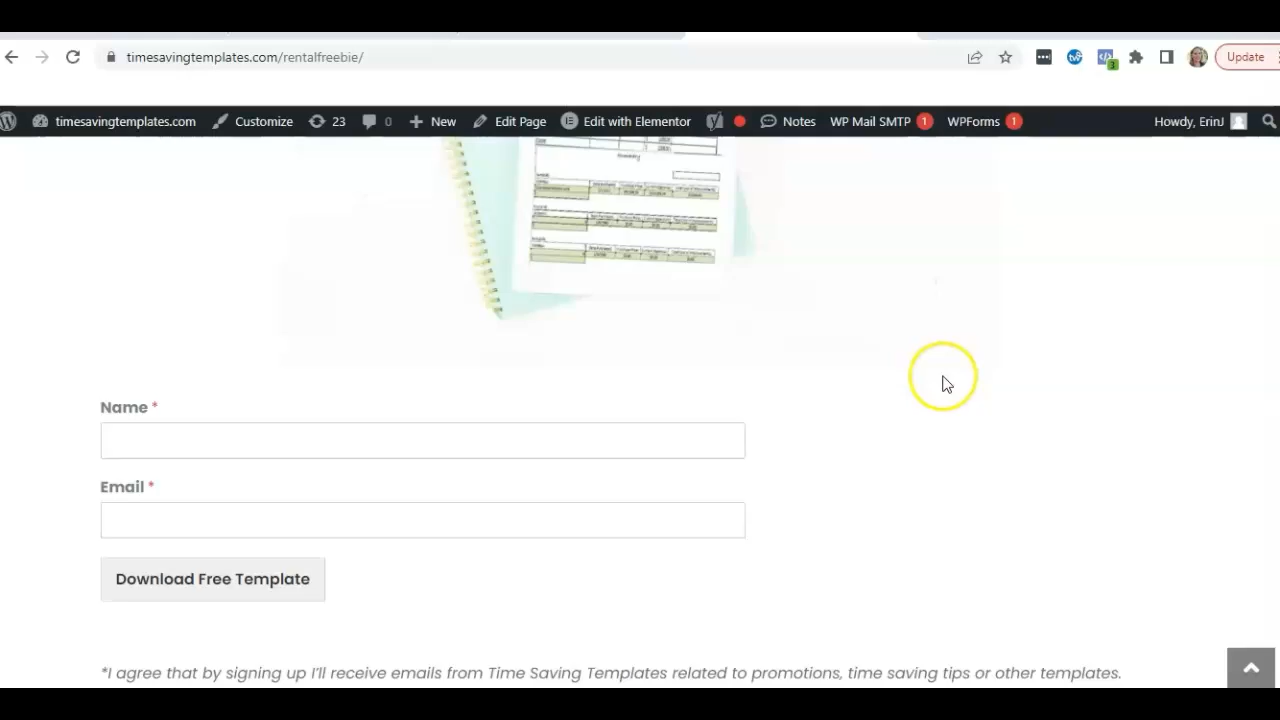 timesavingtemplates.com/rentalfreebie/
3
Update
timesavingtemplates.com
Customize
23
0
New
Edit Page
Edit with Elementor
Notes
WP Mail SMTP 1
WPForms 1
Howdy, ErinJ
Name *
Email *
Download Free Template
*I agree that by signing up I'll receive emails from Time Saving Templates related to promotions, time saving tips or other templates.